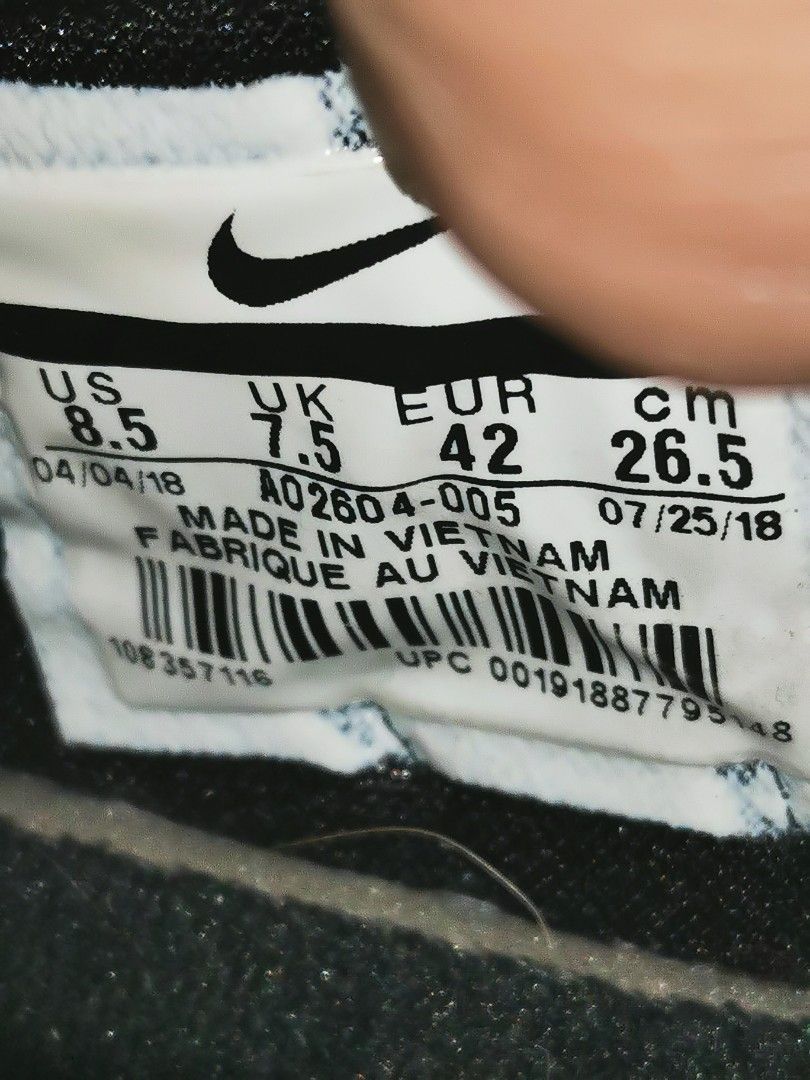 US UK EUR cm
8.5 7.5 42 26.5
04/04/18 AO2604-005 07/25/18
MADE IN VIETNAM
FABRIQUE AU VIETNAM
108357116 UPC